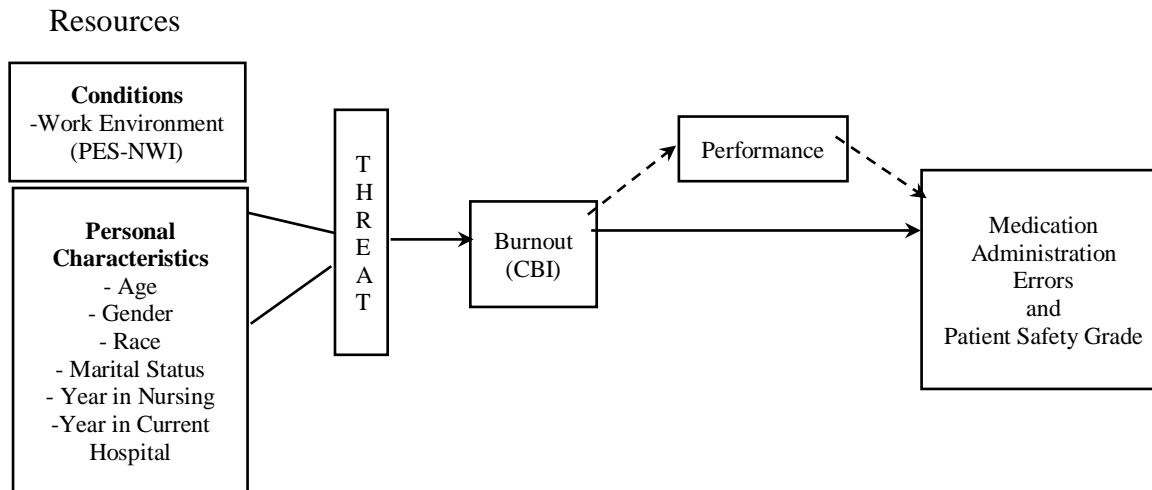 Resources
Conditions
-Work Environment
(PES-NWI)
Personal
Characteristics
- Age
- Gender
- Race
- Marital Status
- Year in Nursing
-Year in Current
Hospital
T
H
R
E
A
T
Burnout
(CBI)
Performance
Medication
Administration
Errors
and
Patient Safety Grade